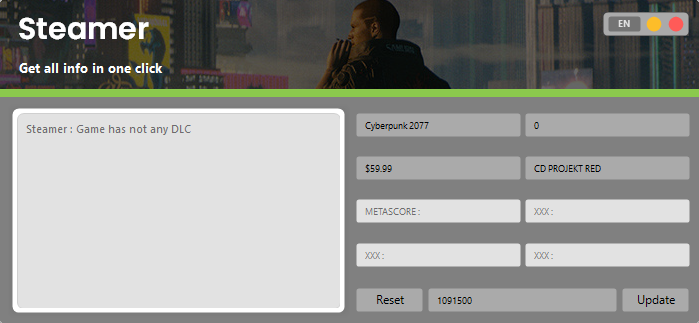 Steamer
EN
Get all info in one click
Steamer : Game has not any DLC
Cyberpunk 2077
0
$59.99
CD PROJEKT RED
METASCORE :
XXX :
XXX :
XXX :
Reset
1091500
Update